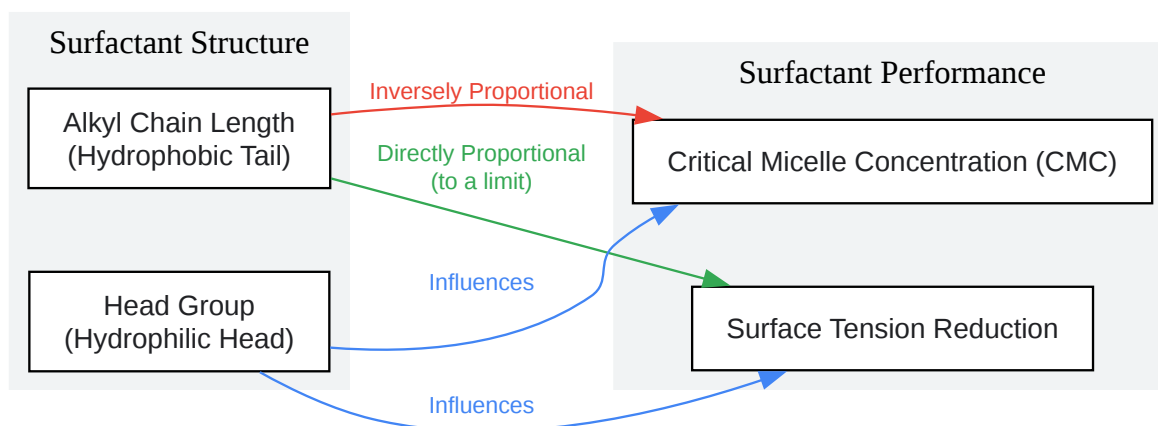 Surfactant Structure
Alkyl Chain Length
(Hydrophobic Tail)
Head Group
(Hydrophilic Head)
Inversely Proportional
Directly Proportional
(to a limit)
Influences
Influences
Surfactant Performance
Critical Micelle Concentration (CMC)
Surface Tension Reduction